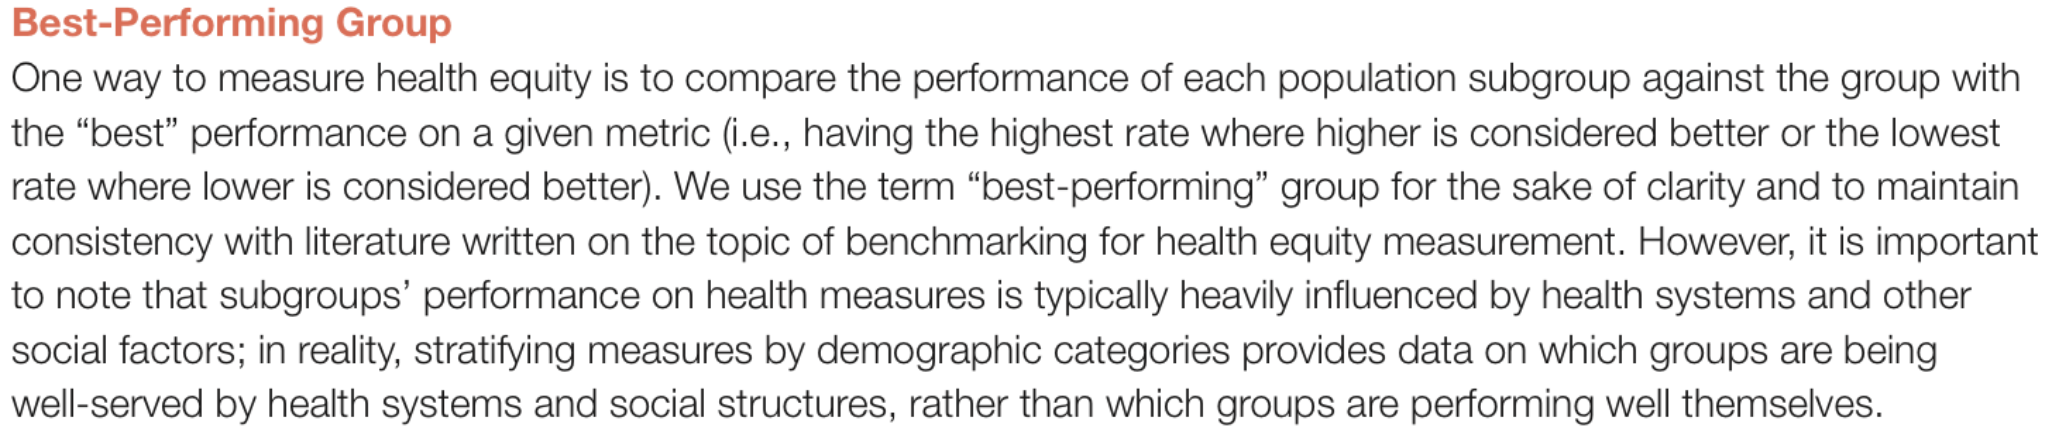 Best-Performing Group
One way to measure health equity is to compare the performance of each population subgroup against the group with
the “best” performance on a given metric (i.e., having the highest rate where higher is considered better or the lowest
rate where lower is considered better). We use the term “best-performing” group for the sake of clarity and to maintain
consistency with literature written on the topic of benchmarking for health equity measurement. However, it is important
to note that subgroups’ performance on health measures is typically heavily influenced by health systems and other
social factors; in reality, stratifying measures by demographic categories provides data on which groups are being
well-served by health systems and social structures, rather than which groups are performing well themselves.